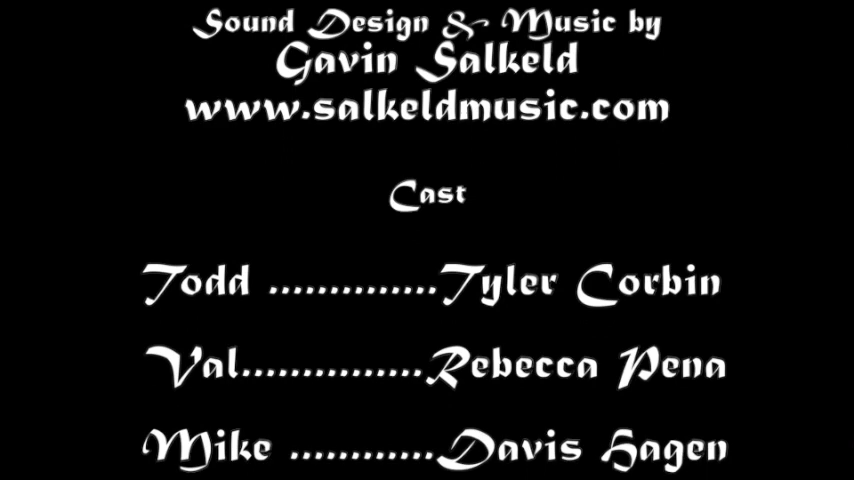 Sound Design & Music by
Gavin Salkeld
www.salkeldmusic.com
Cast
Todd ..............Tyler Corbin
Val...............Rebecca Pena
Mike ............Davis Hagen